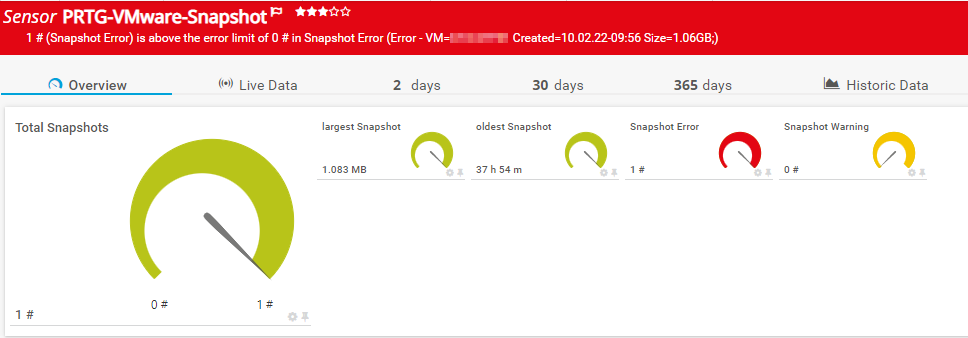 Sensor PRTG-VMware-Snapshot
1 # (Snapshot Error) is above the error limit of 0 # in Snapshot Error (Error - VM= Created=10.02.22-09:56 Size=1.06GB;)
Overview
Live Data
2 days
30 days
365 days
Historic Data
Total Snapshots
0 #
1 #
1 #
largest Snapshot
1.083 MB
oldest Snapshot
37 h 54 m
Snapshot Error
1 #
Snapshot Warning
0 #